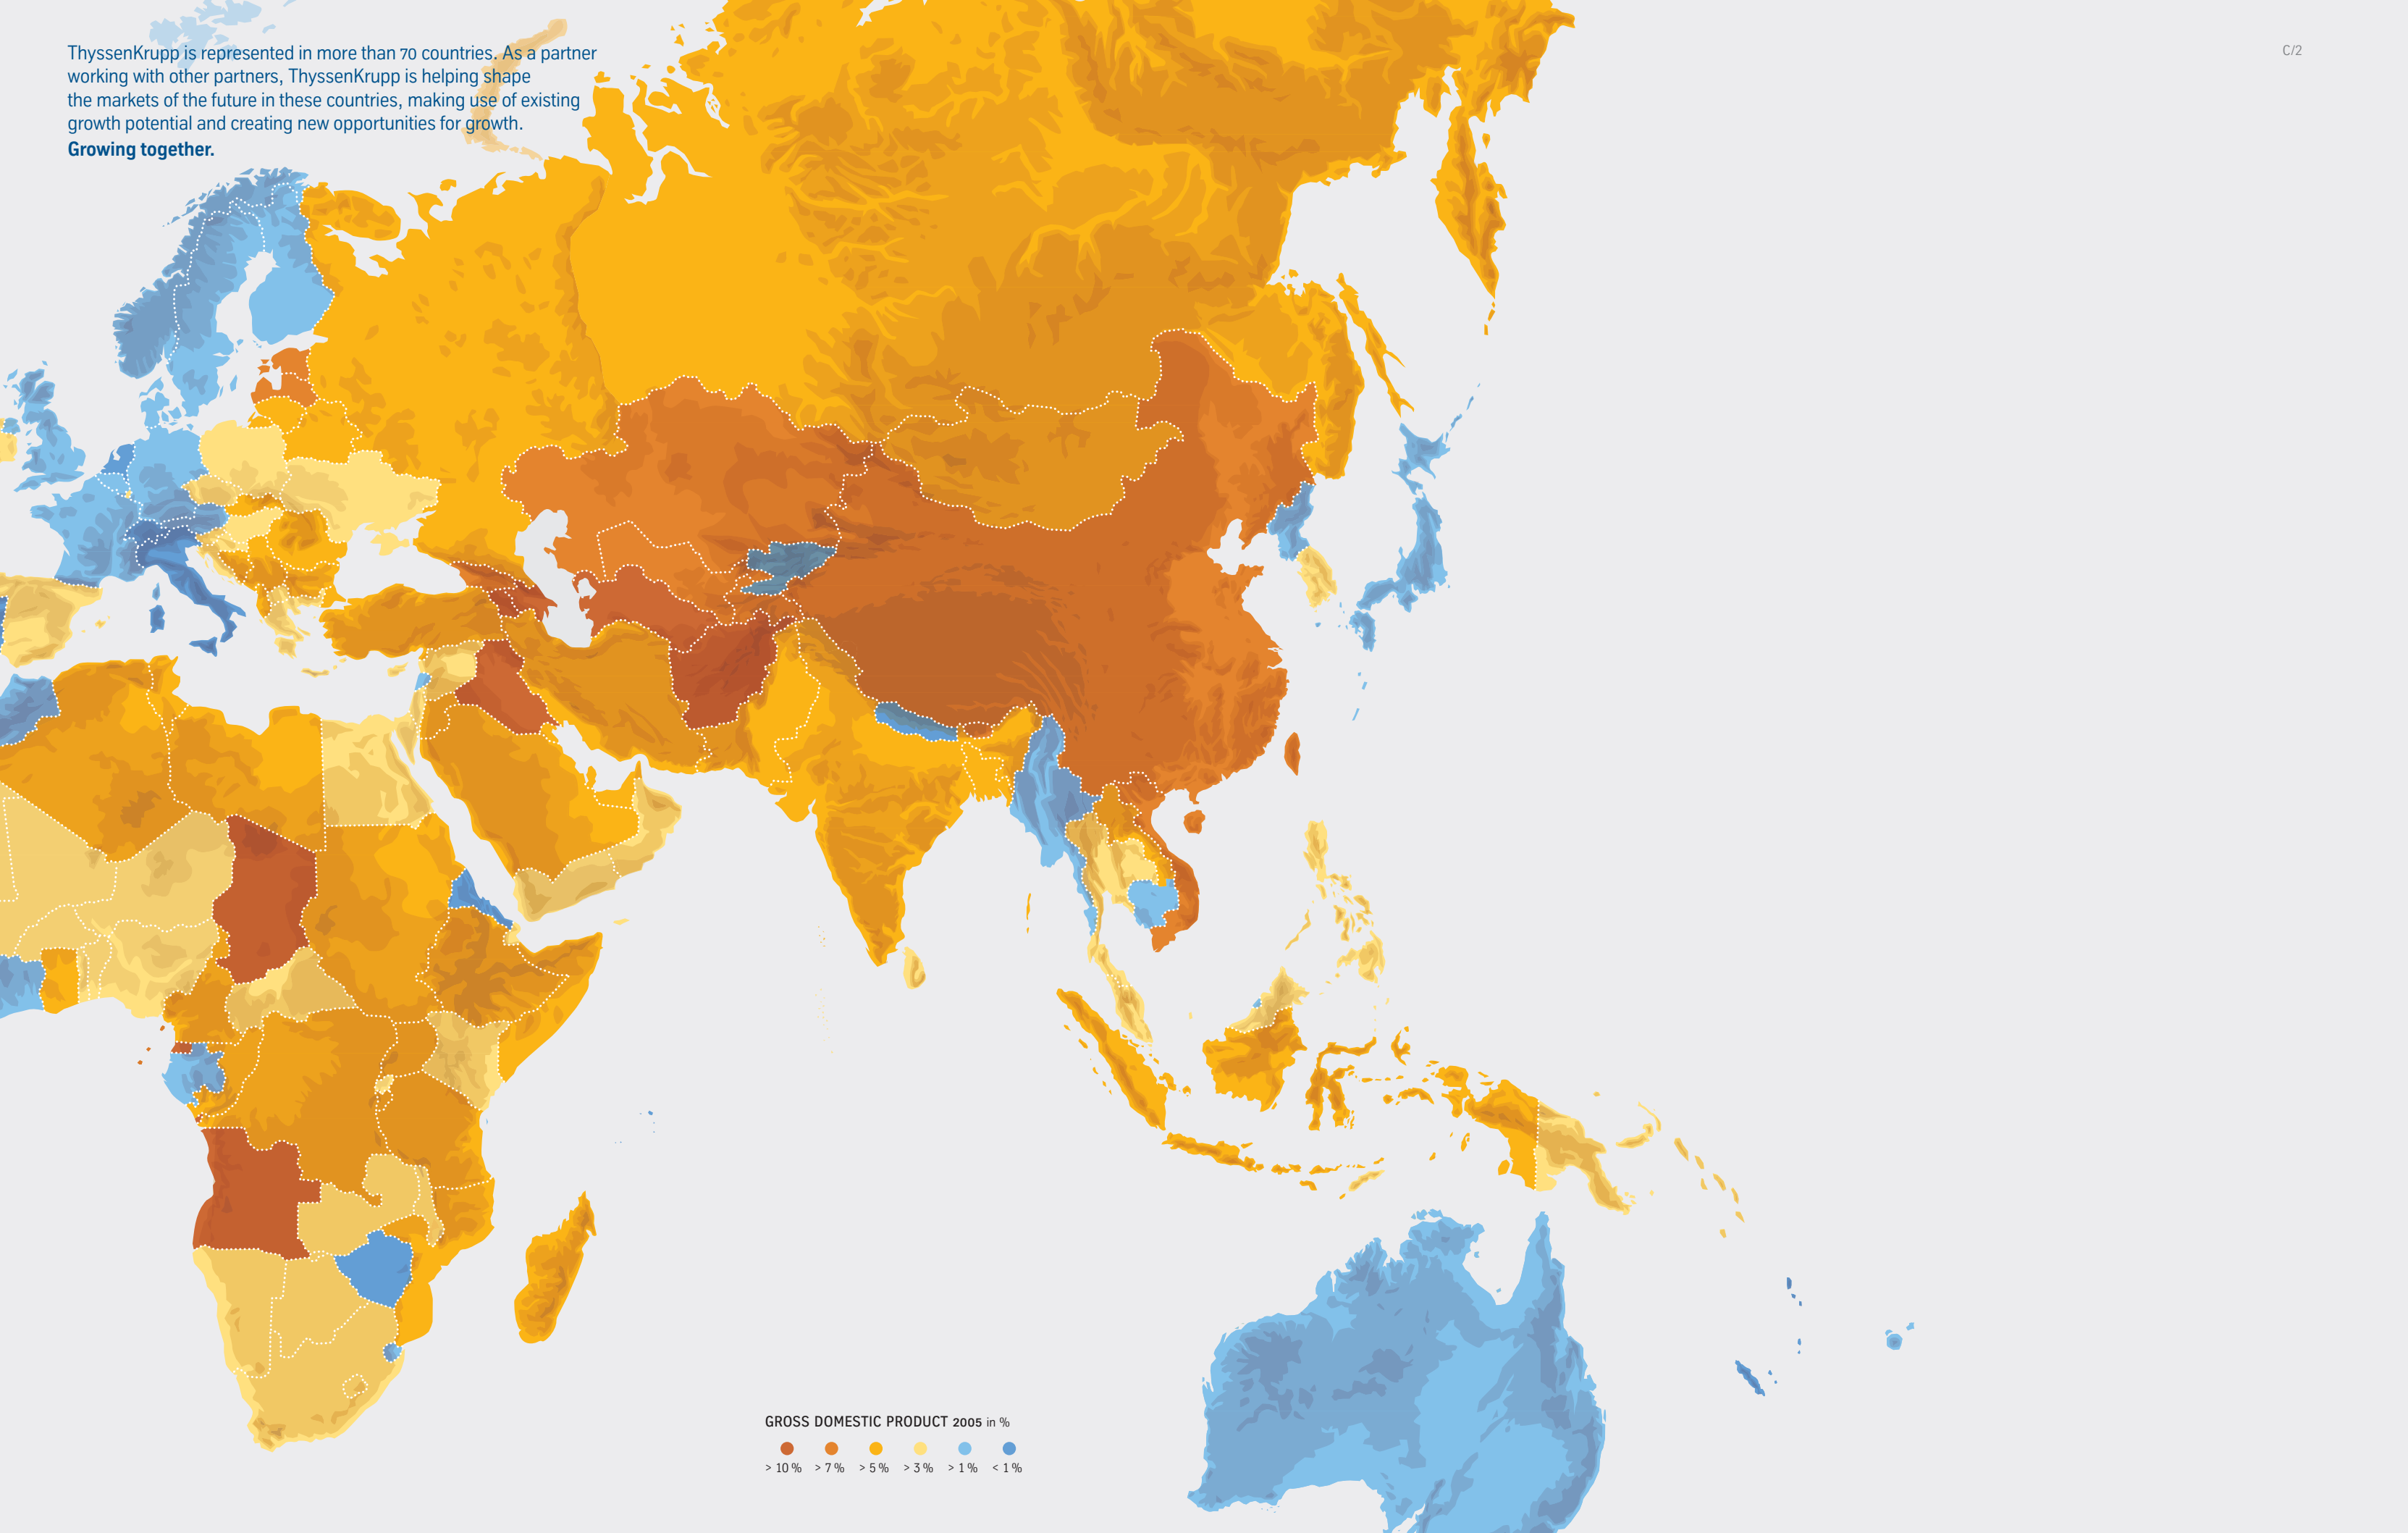 ThyssenKrupp is represented in more than 70 countries. As a partner
working with other partners, ThyssenKrupp is helping shape
the markets of the future in these countries, making use of existing
growth potential and creating new opportunities for growth.
Growing together.
C/2
GROSS DOMESTIC PRODUCT 2005 in %
> 10 % > 7 % > 5 % > 3 % > 1 % < 1 %